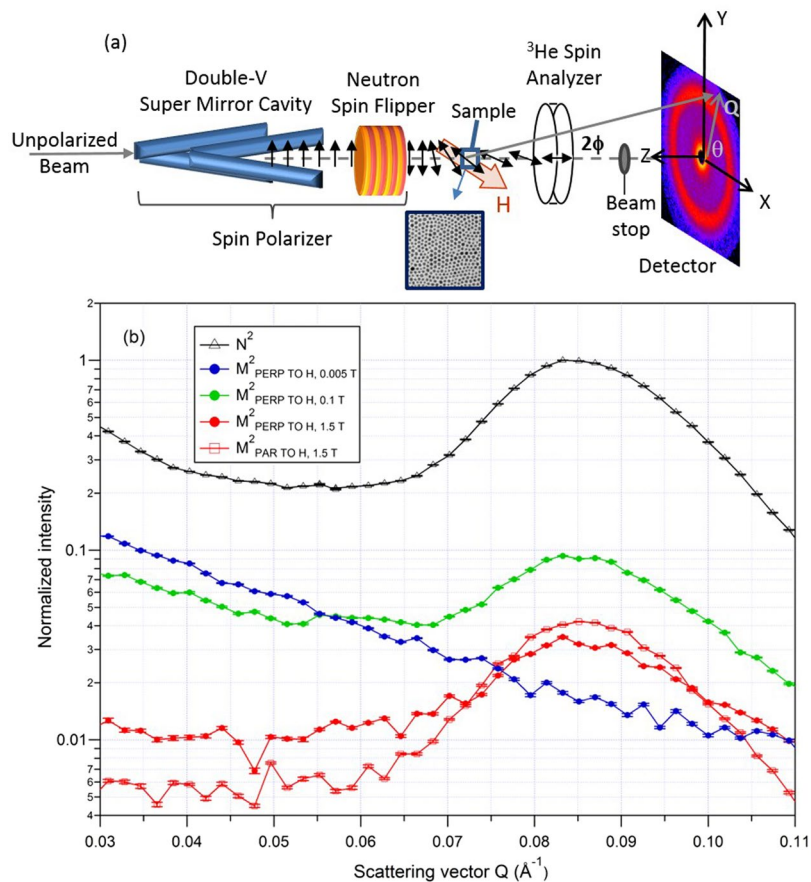 (a)
Double-V
Super Mirror Cavity
Neutron
Spin Flipper
Sample
³He Spin
Analyzer
Unpolarized
Beam
Spin Polarizer
H
2ϕ
Beam
stop
Y
Q
θ
Z
X
Detector
(b)
N²
M²PERP TO H, 0.005 T
M²PERP TO H, 0.1 T
M²PERP TO H, 1.5 T
M²PAR TO H, 1.5 T
Normalized intensity
2
1
6
5
4
3
2
0.1
6
5
4
3
2
0.01
6
5
4
0.03 0.04 0.05 0.06 0.07 0.08 0.09 0.10 0.11
Scattering vector Q (Å⁻¹)